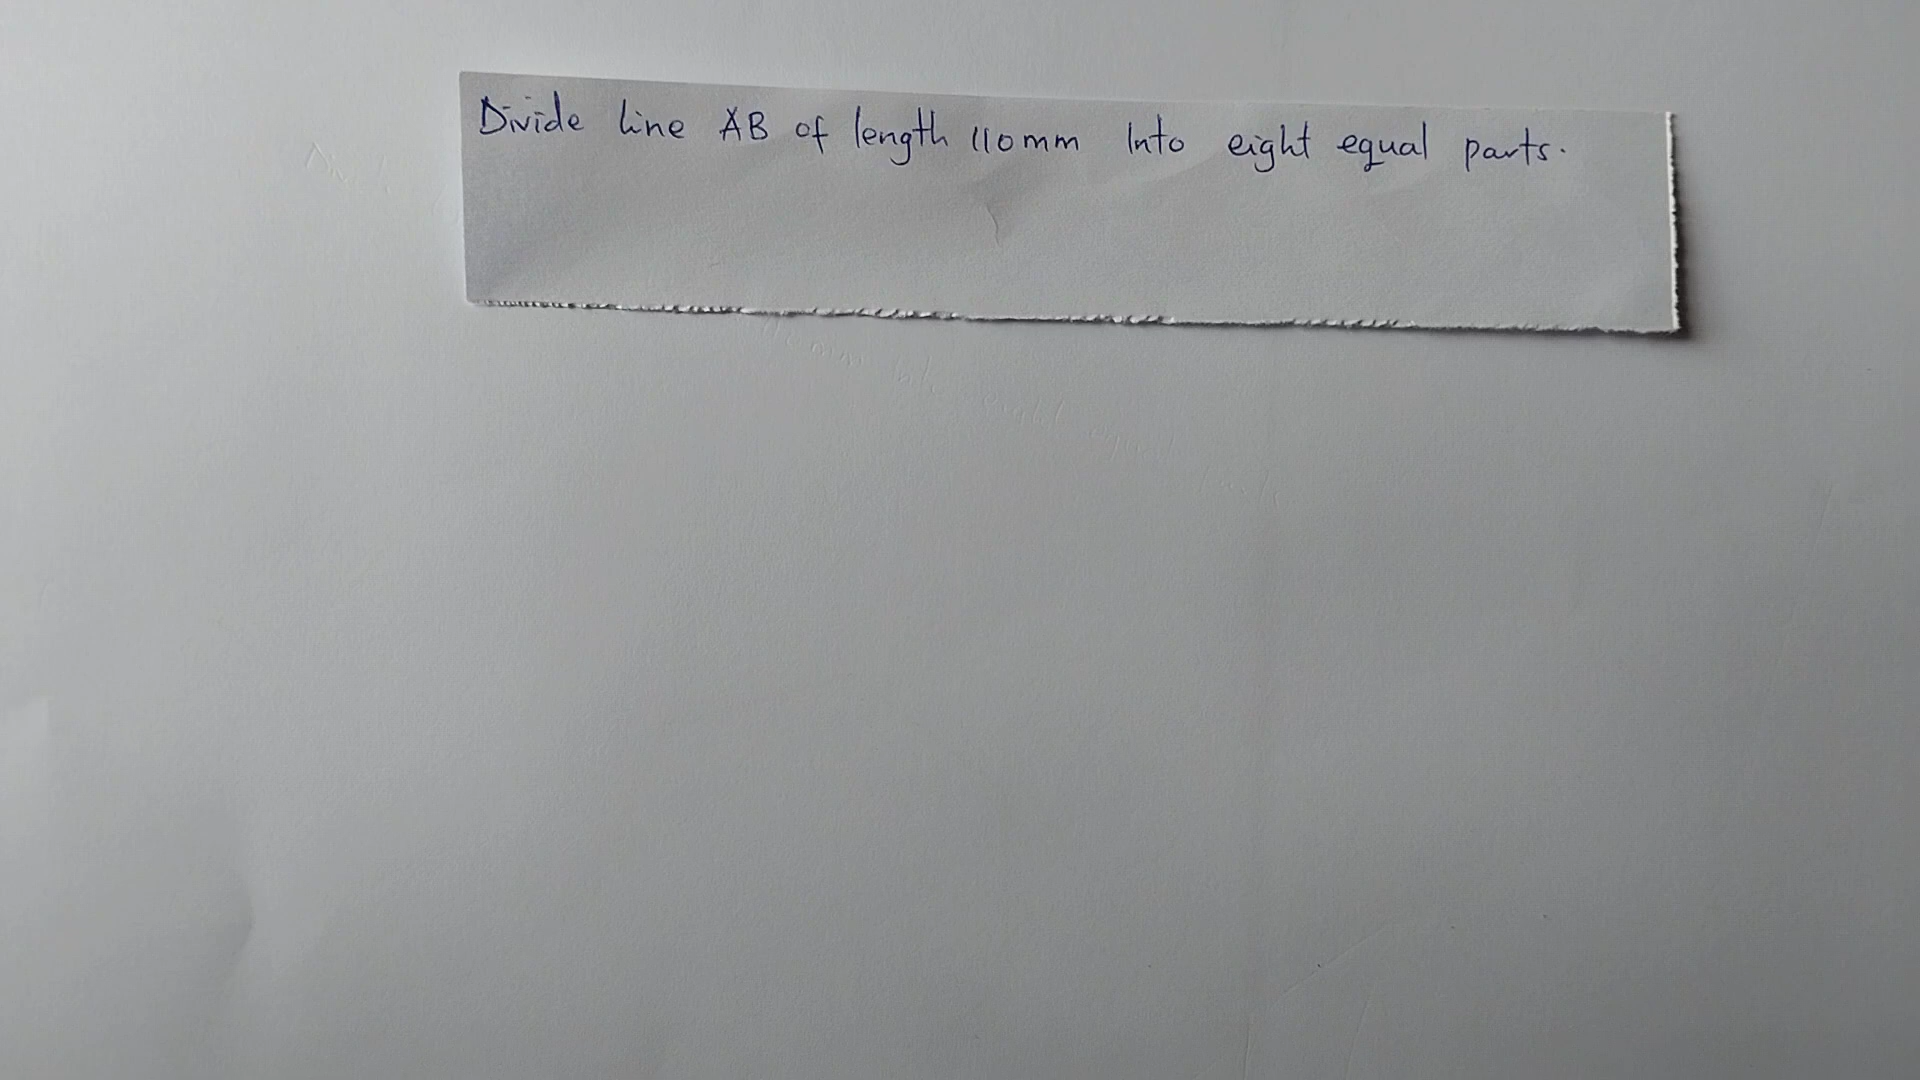 Divide line AB of length 110mm Into eight equal parts.